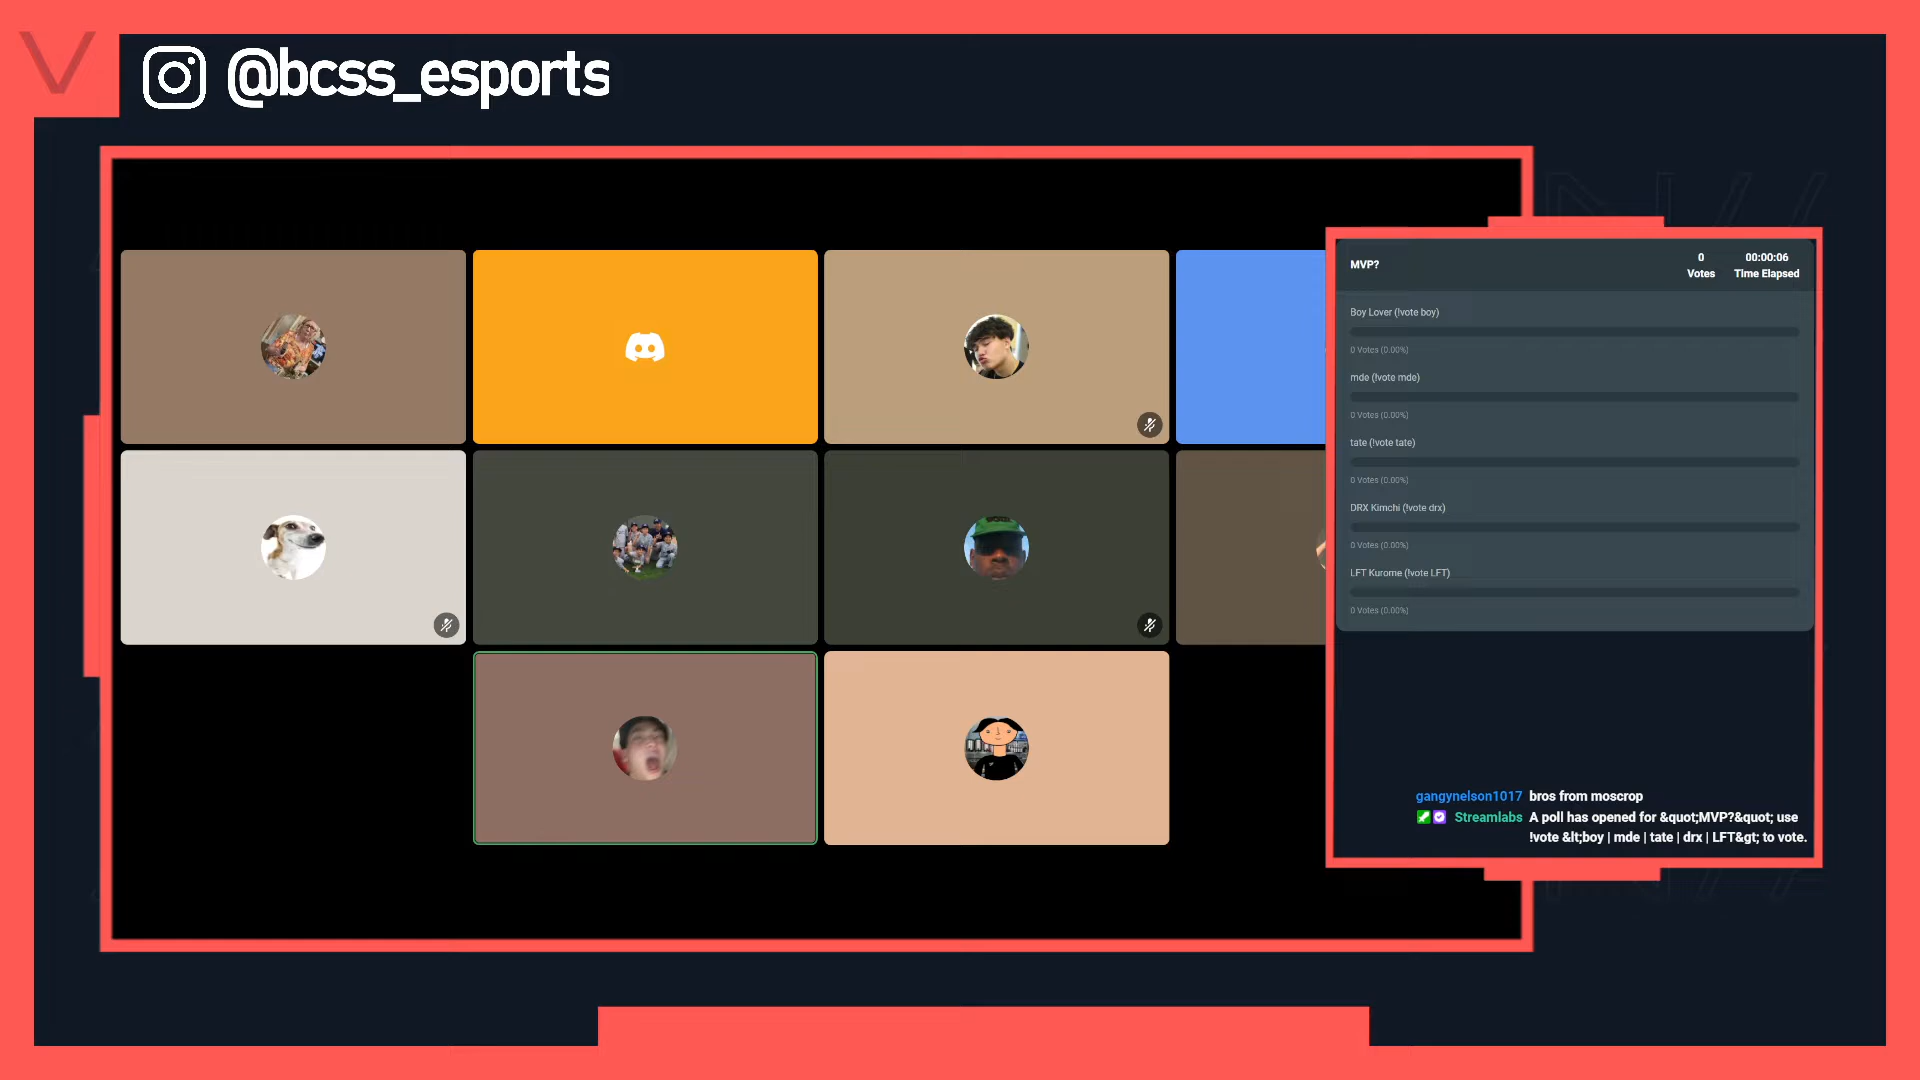 @bcss_esports
MVP?
0
Votes
00:00:06
Time Elapsed
Boy Lover (!vote boy)
0 Votes (0.00%)
mde (!vote mde)
0 Votes (0.00%)
tate (!vote tate)
0 Votes (0.00%)
DRX Kimchi (!vote drx)
0 Votes (0.00%)
LFT Kurome (!vote LFT)
0 Votes (0.00%)
gangynelson1017 bros from moscrop
Streamlabs A poll has opened for &quot;MVP?&quot; use
!vote &lt;boy | mde | tate | drx | LFT&gt; to vote.